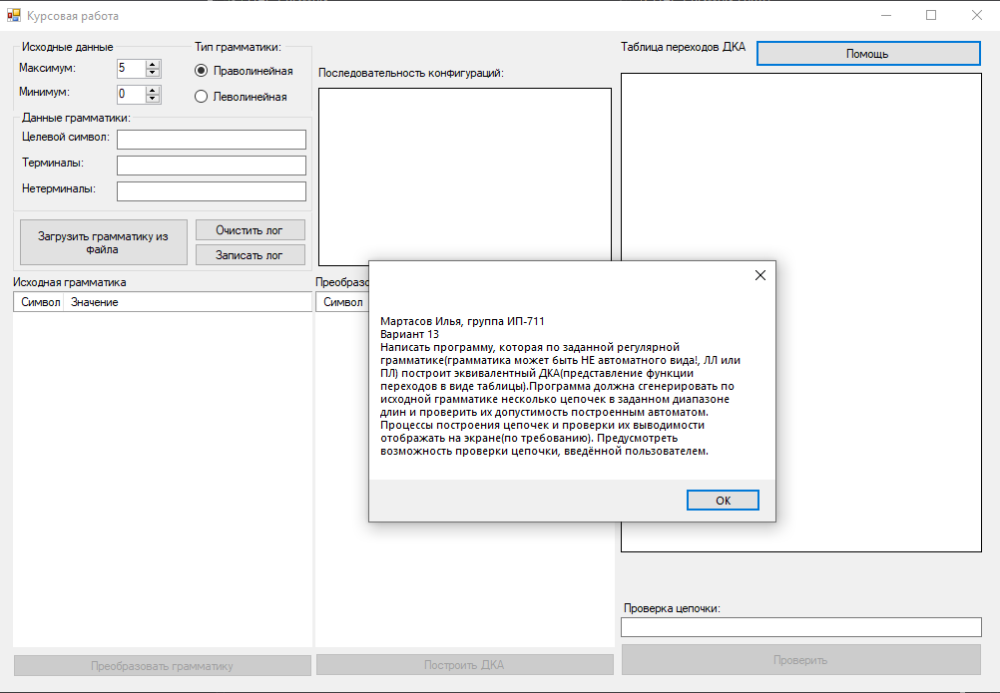 Курсовая работа
Исходные данные
Тип грамматики:
Максимум:
5
Праволинейная
Минимум:
0
Леволинейная
Данные грамматики:
Целевой символ:
Терминалы:
Нетерминалы:
Загрузить грамматику из
файла
Очистить лог
Записать лог
Последовательность конфигураций:
Таблица переходов ДКА
Помощь
Исходная грамматика
Символ Значение
Символ
Мартасов Илья, группа ИП-711
Вариант 13
Написать программу, которая по заданной регулярной
грамматике(грамматика может быть НЕ автоматного вида!, ЛЛ или
ПЛ) построит эквивалентный ДКА(представление функции
переходов в виде таблицы).Программа должна сгенерировать по
исходной грамматике несколько цепочек в заданном диапазоне
длин и проверить их допустимость построенным автоматом.
Процессы построения цепочек и проверки их выводимости
отображать на экране(по требованию). Предусмотреть
возможность проверки цепочки, введённой пользователем.
OK
Проверка цепочки:
Преобразовать грамматику
Построить ДКА
Проверить